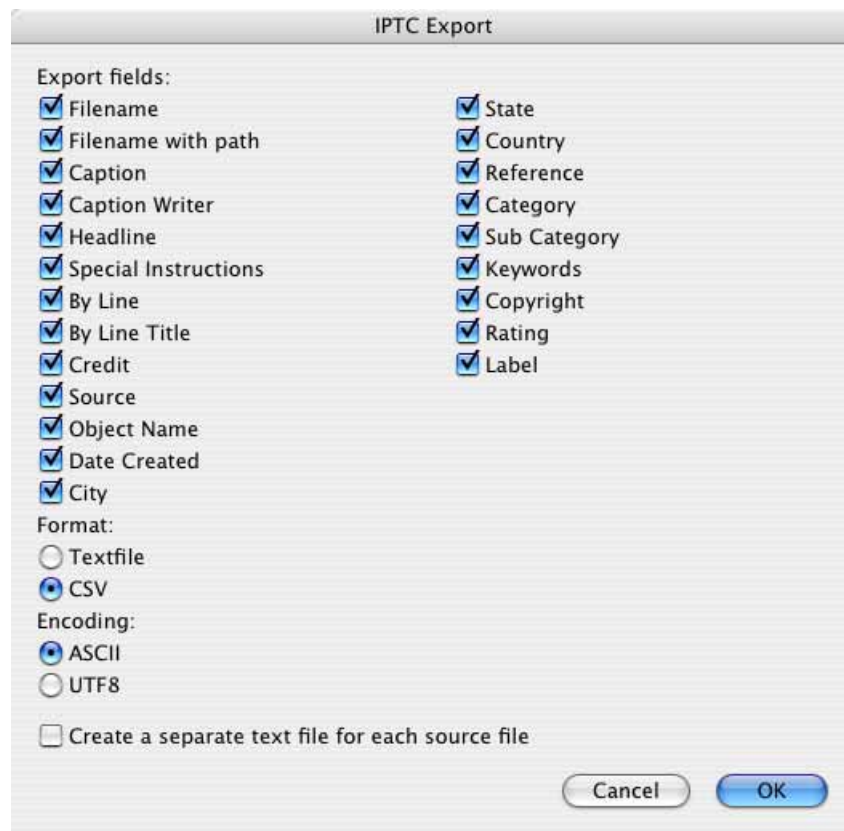 IPTC Export
Export fields:
Filename
Filename with path
Caption
Caption Writer
Headline
Special Instructions
By Line
By Line Title
Credit
Source
Object Name
Date Created
City
State
Country
Reference
Category
Sub Category
Keywords
Copyright
Rating
Label
Format:
Textfile
CSV
Encoding:
ASCII
UTF8
Create a separate text file for each source file
Cancel
OK